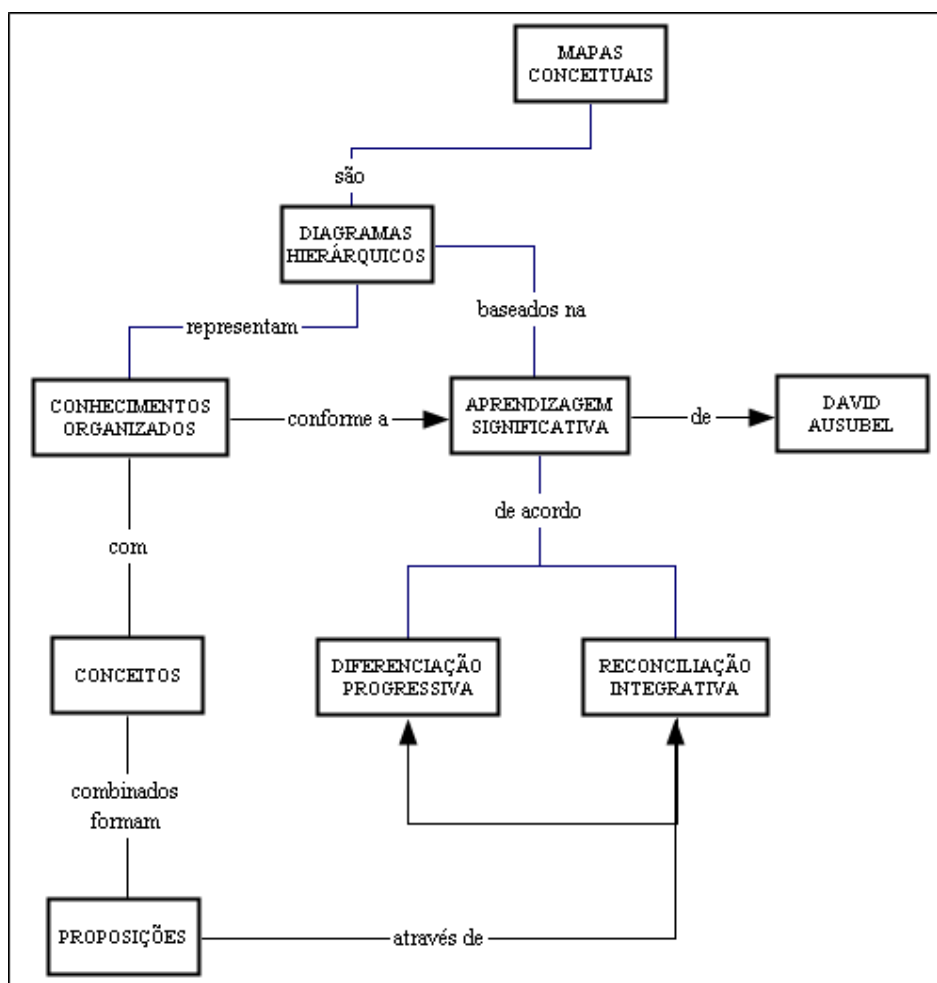 MAPAS
CONCEITUAIS
são
DIAGRAMAS
HIERÁRQUICOS
representam
baseados na
CONHECIMENTOS
ORGANIZADOS
conforme a
APRENDIZAGEM
SIGNIFICATIVA
de
DAVID
AUSUBEL
de acordo
com
CONCEITOS
DIFERENCIAÇÃO
PROGRESSIVA
RECONCILIAÇÃO
INTEGRATIVA
combinados
formam
PROPOSIÇÕES
através de